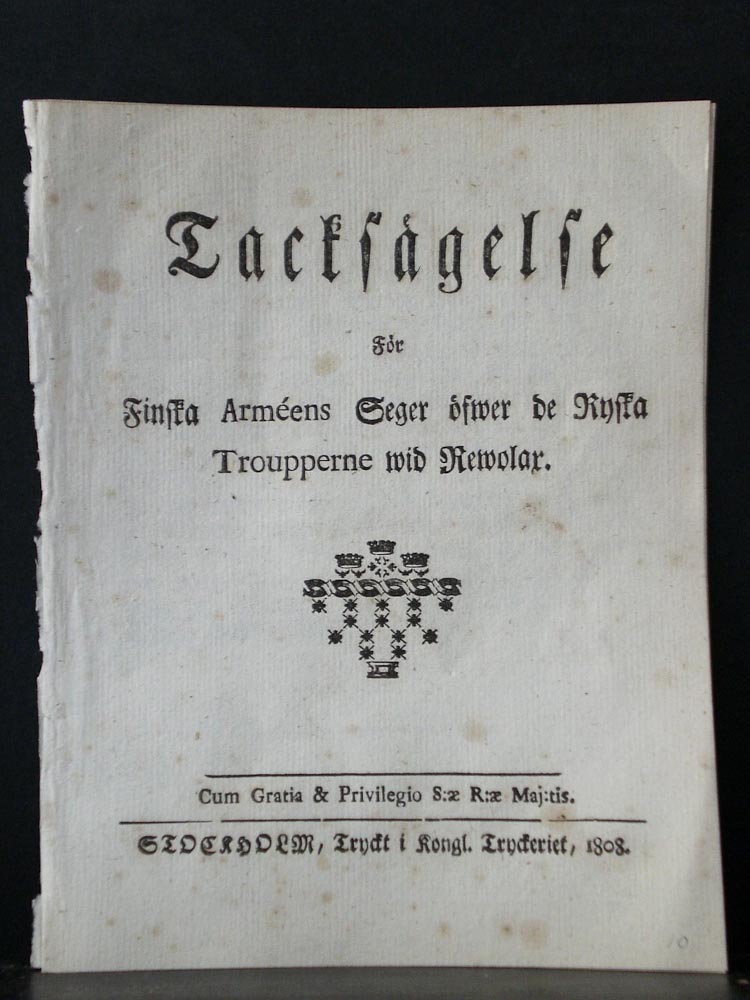 Tackſägelse
För
Finſka Arméens Seger öfwer de Ryſka
Troupperne wid Rewolax.
Cum Gratia & Privilegio S:æ R:æ Maj:tis.
STOCKHOLM, Tryckt i Kongl. Tryckeriet, 1808.
10